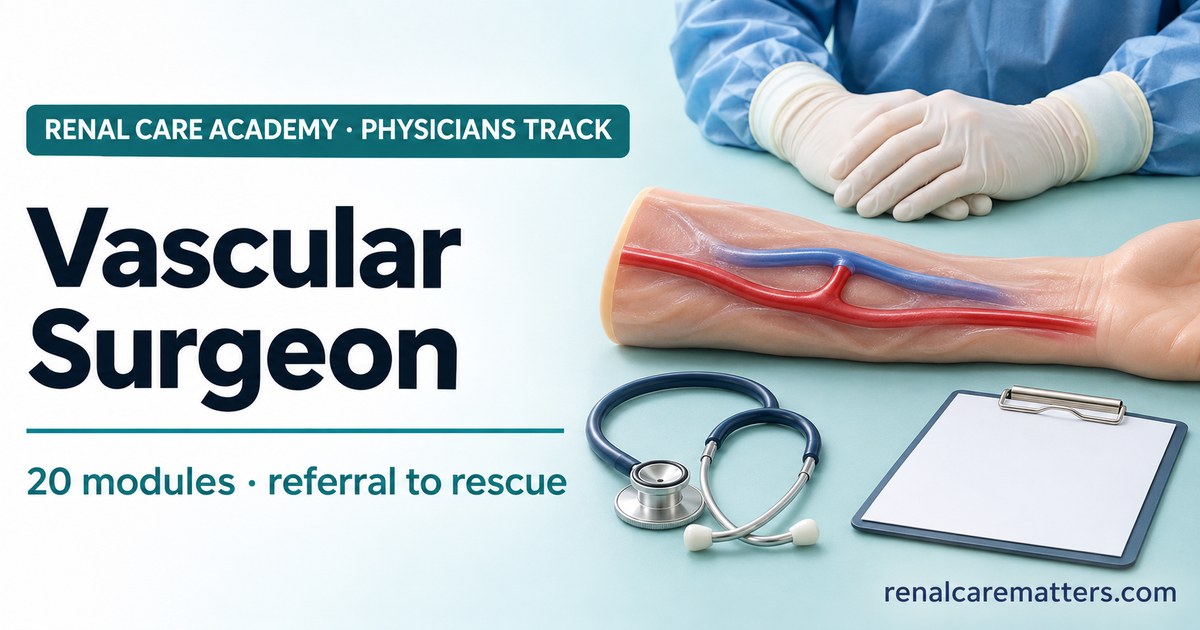 RENAL CARE ACADEMY · PHYSICIANS TRACK
Vascular
Surgeon
20 modules · referral to rescue
renalcarematters.com